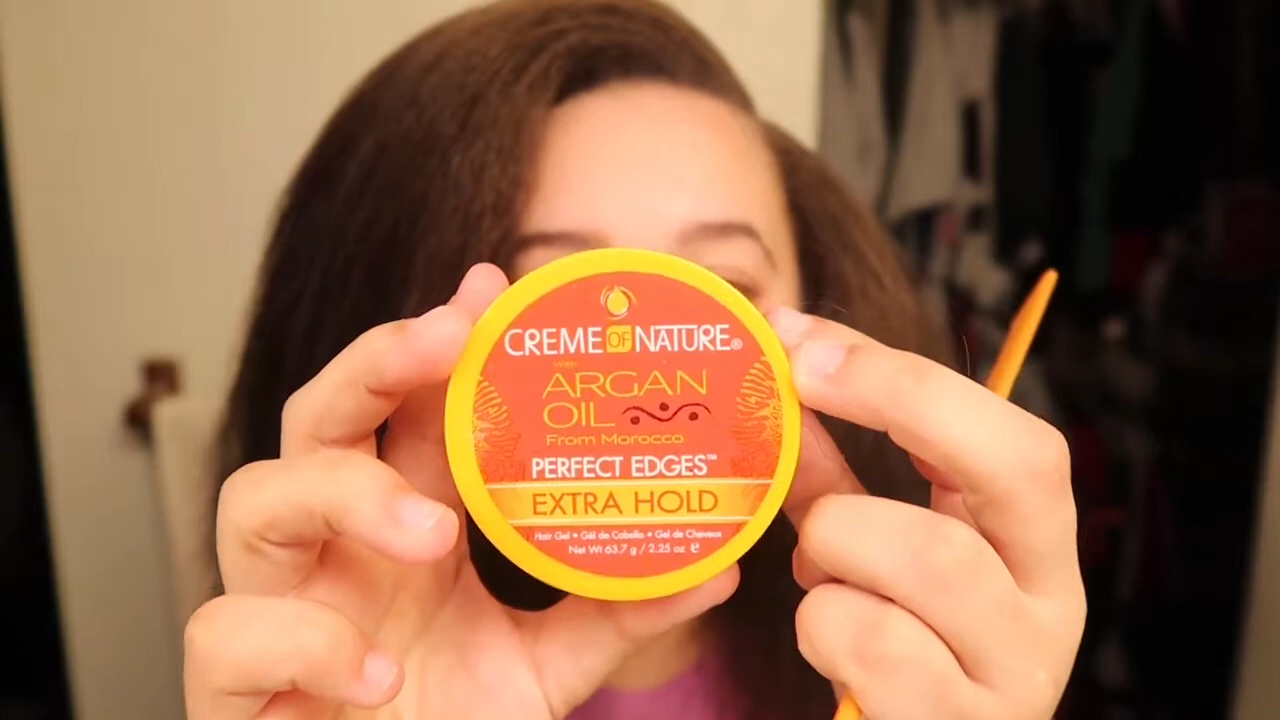 CREME OF NATURE®
with
ARGAN
OIL
From Morocco
PERFECT EDGES™
EXTRA HOLD
Hair Gel • Gél de Cabello • Gel de Cheveux
Net Wt 63.7 g / 2.25 oz ℮